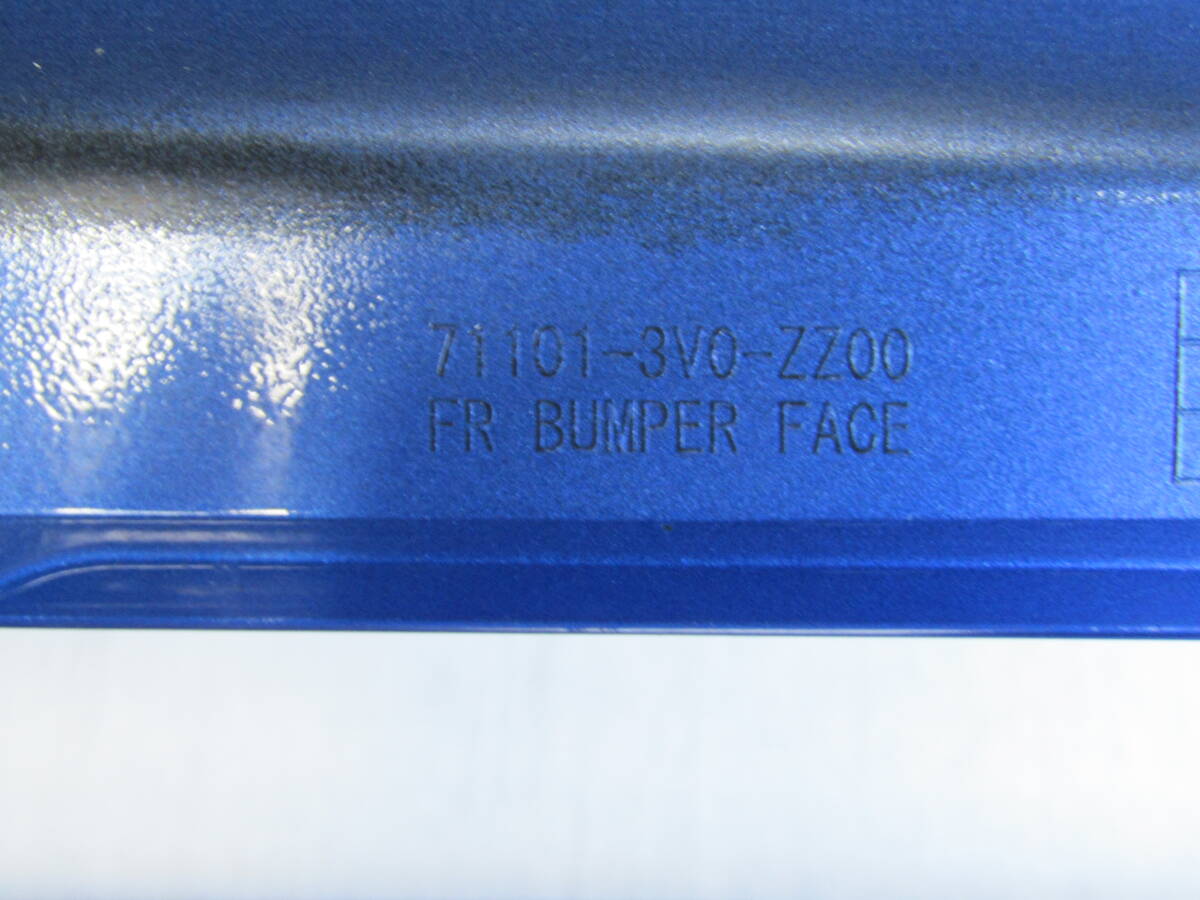 71101-3V0-ZZ00
FR BUMPER FACE